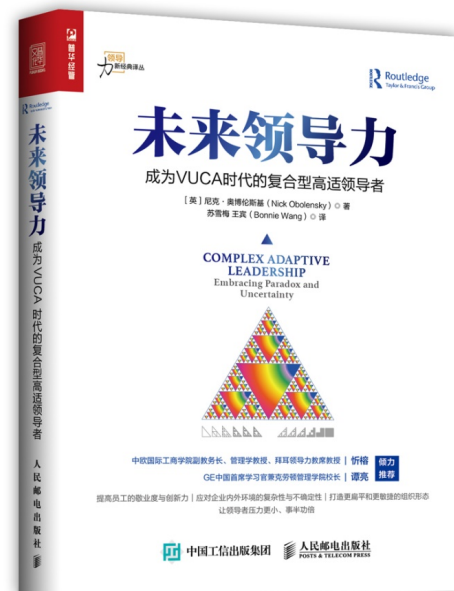 领导
力
新经典译丛
Routledge
Taylor & Francis Group
未来领导力
成为VUCA时代的复合型高适领导者
[英]尼克·奥博伦斯基(Nick Obolensky)◎著
苏雪梅 王宾(Bonnie Wang)◎译
COMPLEX ADAPTIVE
LEADERSHIP
Embracing Paradox and
Uncertainty
中欧国际工商学院副教务长、管理学教授、拜耳领导力教席教授|忻榕
GE中国首席学习官兼克劳顿管理学院校长|谭亮
倾力
推荐
提高员工的敬业度与创新力|应对企业内外环境的复杂性与不确定性|打造更扁平和更敏捷的组织形态
让领导者压力更小、事半功倍
中国工信出版集团
人民邮电出版社
POSTS & TELECOM PRESS
普华经管
Routledge
未来领导力
成为VUCA时代的复合型高适领导者
人民邮电出版社